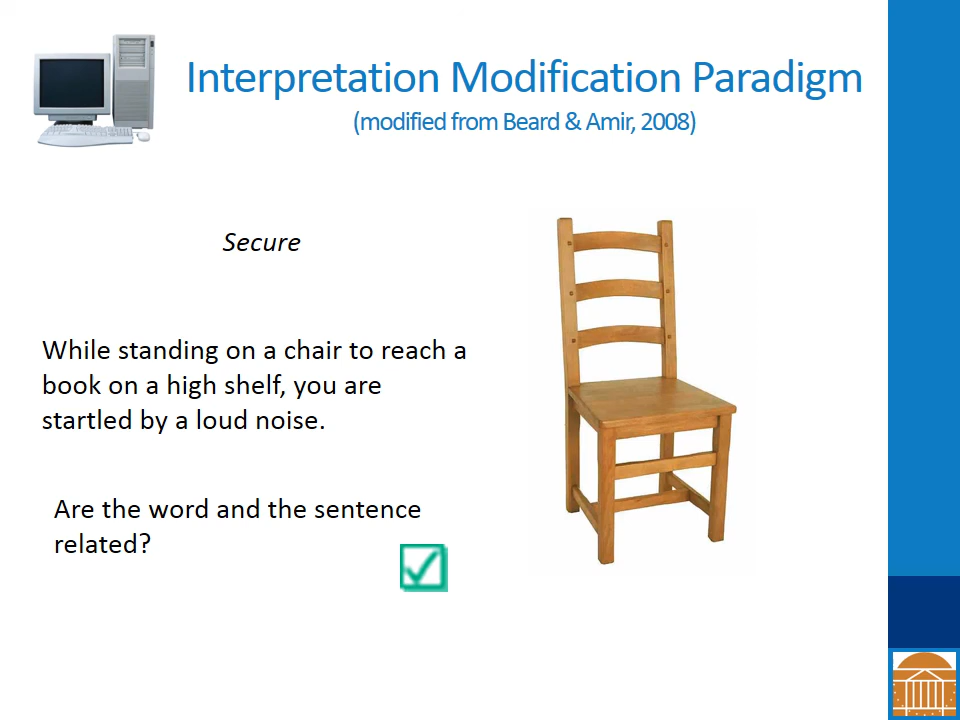 Interpretation Modification Paradigm
(modified from Beard & Amir, 2008)
Secure
While standing on a chair to reach a
book on a high shelf, you are
startled by a loud noise.
Are the word and the sentence
related?